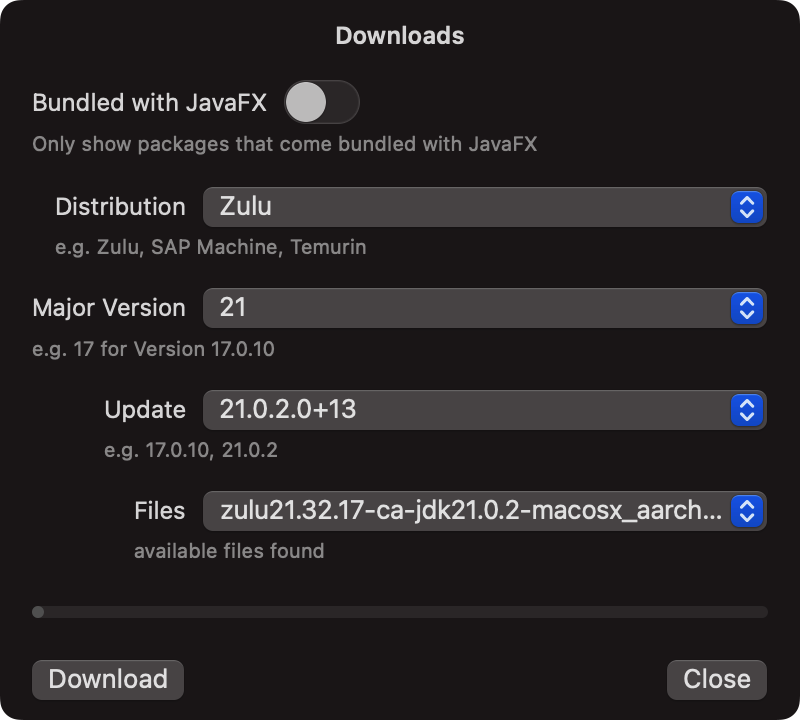 Downloads
Bundled with JavaFX
Only show packages that come bundled with JavaFX
Distribution Zulu
e.g. Zulu, SAP Machine, Temurin
Major Version 21
e.g. 17 for Version 17.0.10
Update 21.0.2.0+13
e.g. 17.0.10, 21.0.2
Files zulu21.32.17-ca-jdk21.0.2-macosx_aarch...
available files found
Download Close